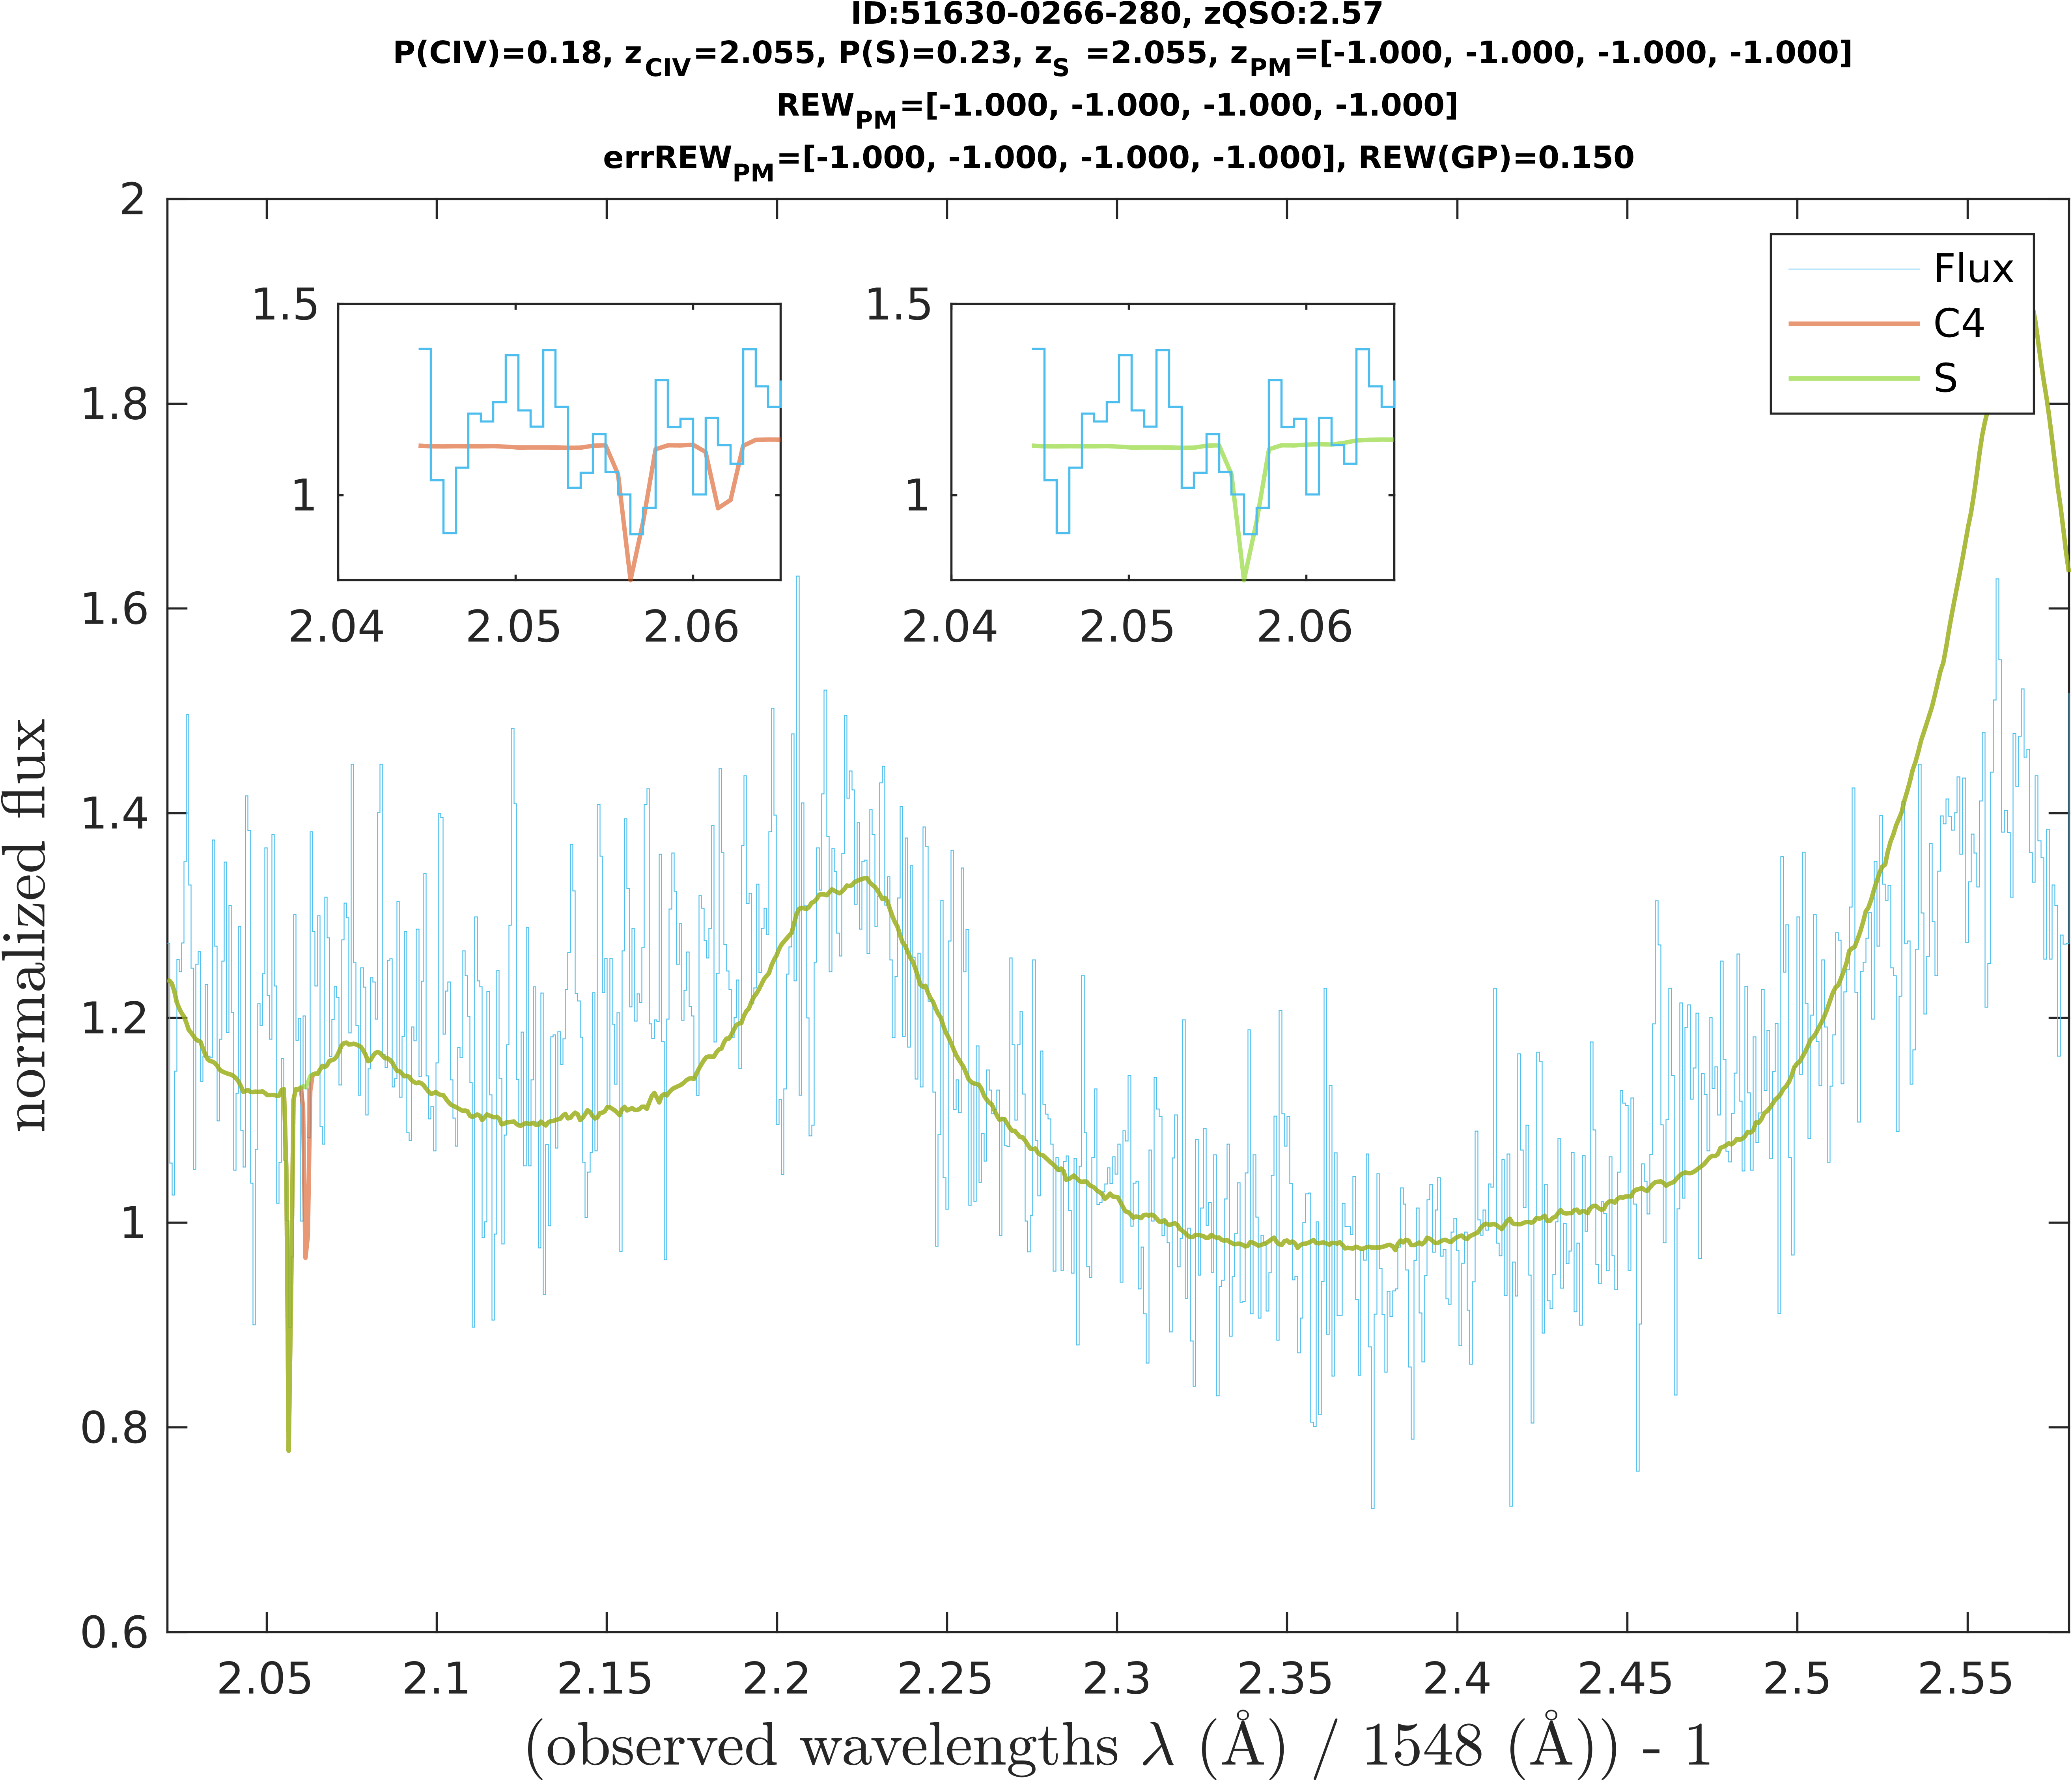 ID:51630-0266-280, zQSO:2.57
P(CIV)=0.18, zCIV=2.055, P(S)=0.23, zS =2.055, zPM=[-1.000, -1.000, -1.000, -1.000]
REWPM=[-1.000, -1.000, -1.000, -1.000]
errREWPM=[-1.000, -1.000, -1.000, -1.000], REW(GP)=0.150
2
1.8
1.6
1.4
1.2
1
0.8
0.6
normalized flux
1.5
1
2.04 2.05 2.06
1.5
1
2.04 2.05 2.06
Flux
C4
S
2.05 2.1 2.15 2.2 2.25 2.3 2.35 2.4 2.45 2.5 2.55
(observed wavelengths λ (Å) / 1548 (Å)) - 1